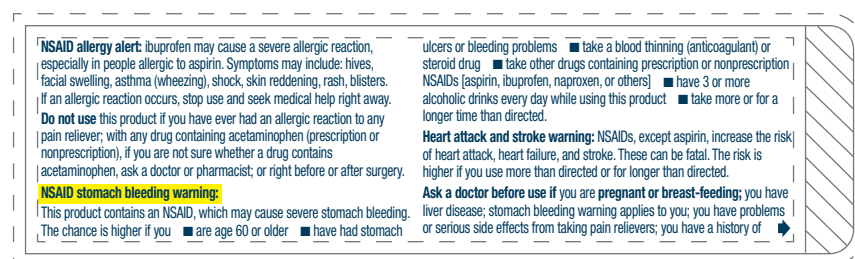 NSAID allergy alert: ibuprofen may cause a severe allergic reaction,
especially in people allergic to aspirin. Symptoms may include: hives,
facial swelling, asthma (wheezing), shock, skin reddening, rash, blisters.
If an allergic reaction occurs, stop use and seek medical help right away.
Do not use this product if you have ever had an allergic reaction to any
pain reliever; with any drug containing acetaminophen (prescription or
nonprescription), if you are not sure whether a drug contains
acetaminophen, ask a doctor or pharmacist; or right before or after surgery.
NSAID stomach bleeding warning:
This product contains an NSAID, which may cause severe stomach bleeding.
The chance is higher if you ■ are age 60 or older ■ have had stomach
ulcers or bleeding problems ■ take a blood thinning (anticoagulant) or
steroid drug ■ take other drugs containing prescription or nonprescription
NSAIDs [aspirin, ibuprofen, naproxen, or others] ■ have 3 or more
alcoholic drinks every day while using this product ■ take more or for a
longer time than directed.
Heart attack and stroke warning: NSAIDs, except aspirin, increase the risk
of heart attack, heart failure, and stroke. These can be fatal. The risk is
higher if you use more than directed or for longer than directed.
Ask a doctor before use if you are pregnant or breast-feeding; you have
liver disease; stomach bleeding warning applies to you; you have problems
or serious side effects from taking pain relievers; you have a history of